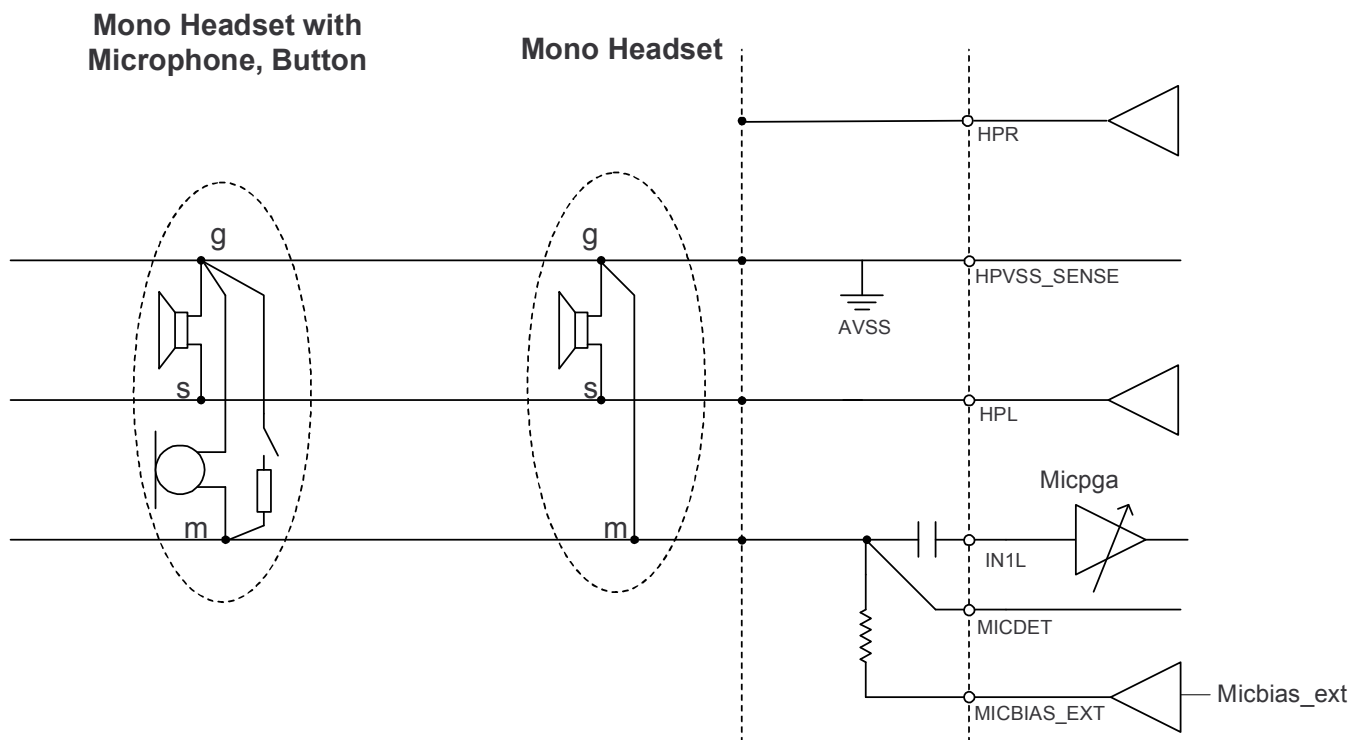 Mono Headset with
Microphone, Button
Mono Headset
HPR
g
g
HPVSS_SENSE
AVSS
s
s
HPL
Micpga
m
m
IN1L
MICDET
MICBIAS_EXT
Micbias_ext